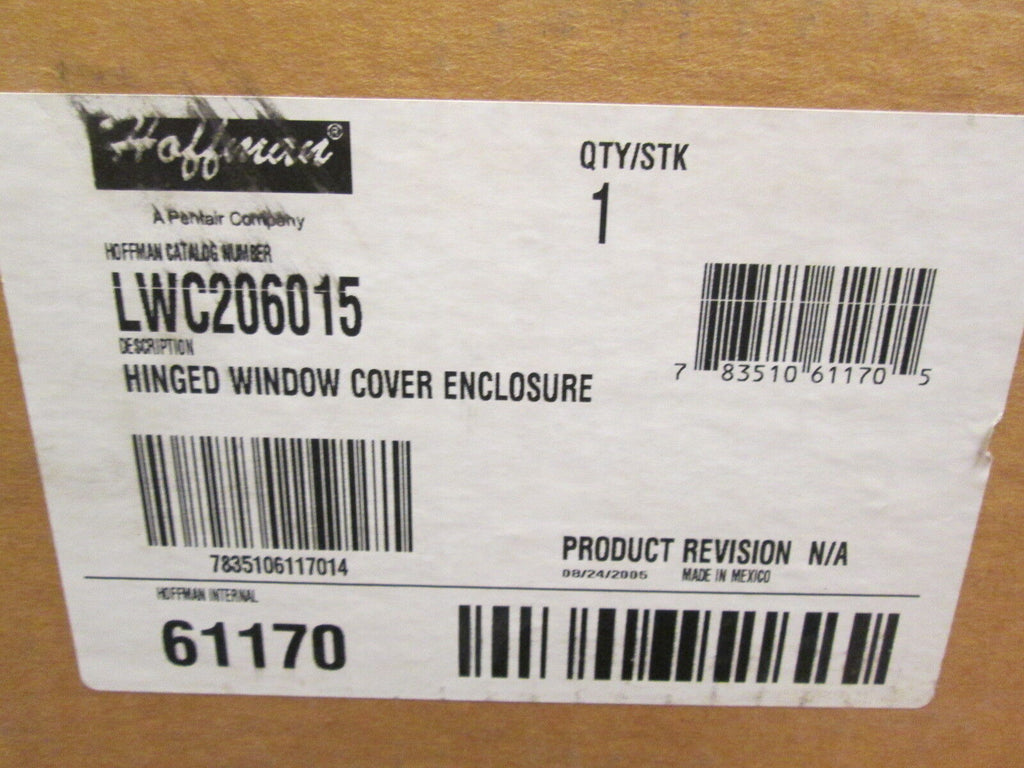 Hoffman®
A Pentair Company
HOFFMAN CATALOG NUMBER
LWC206015
DESCRIPTION
HINGED WINDOW COVER ENCLOSURE
QTY/STK
1
7 83510 61170 5
7835106117014
PRODUCT REVISION N/A
08/24/2005 MADE IN MEXICO
HOFFMAN INTERNAL
61170